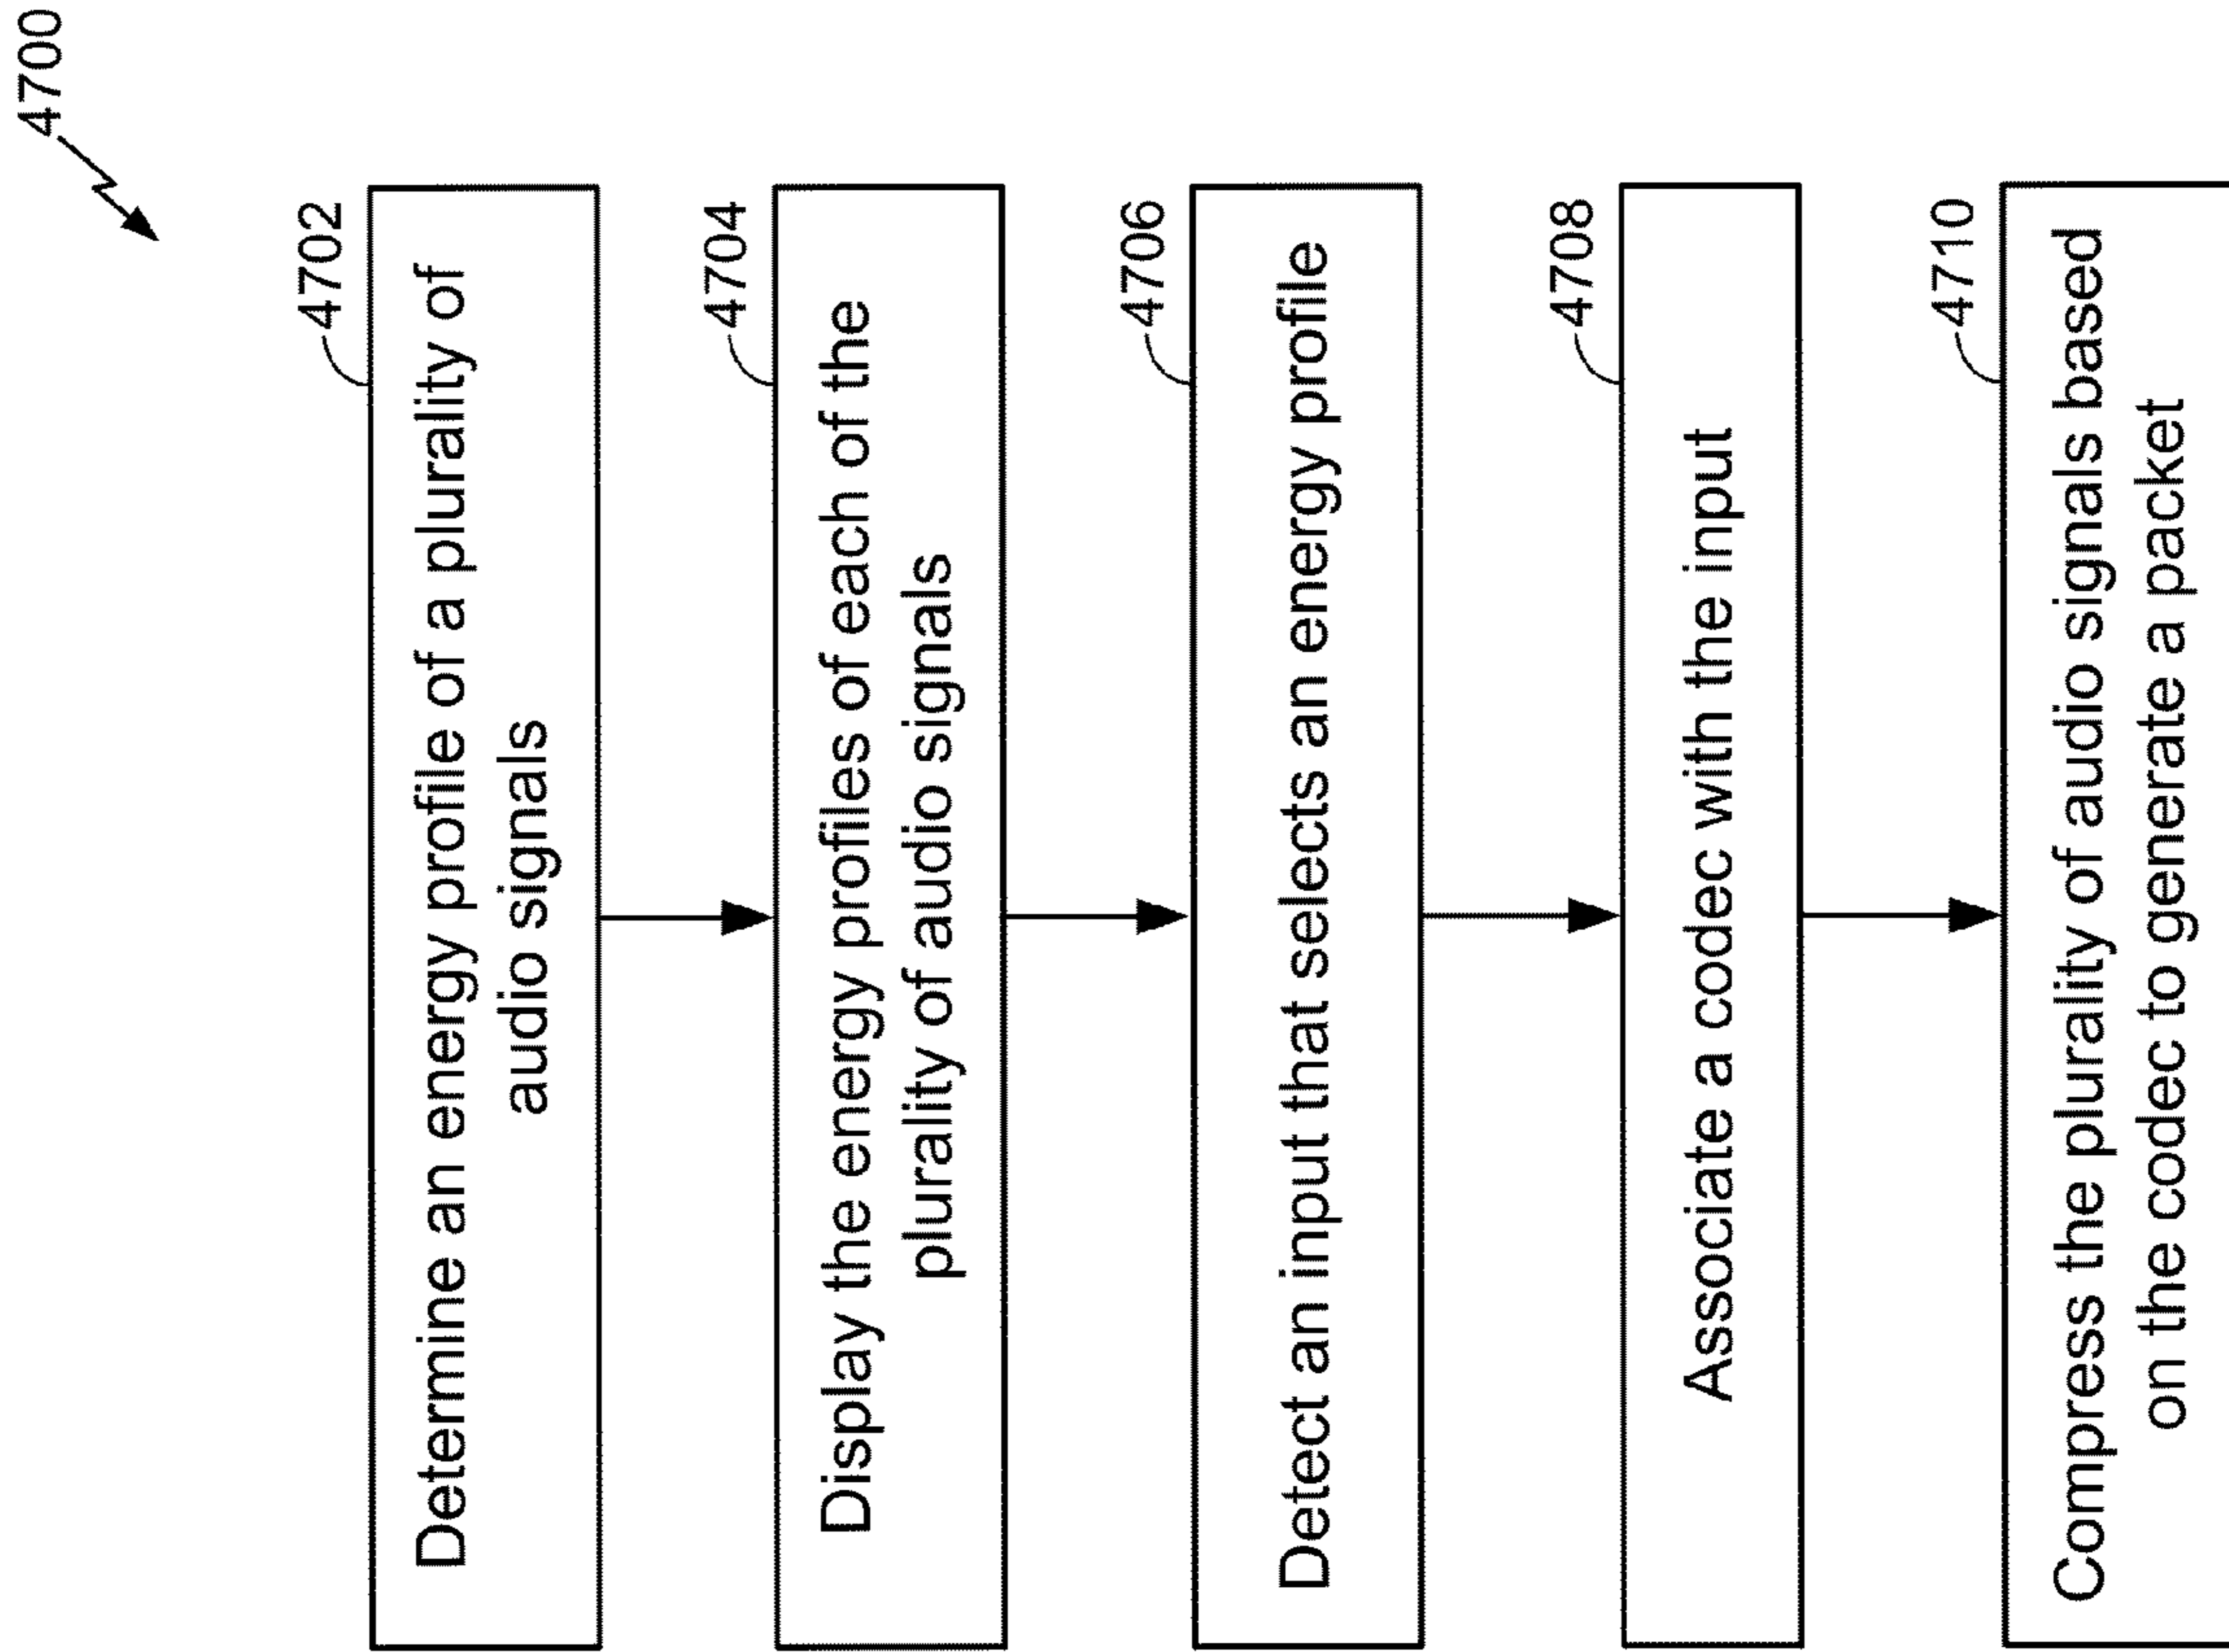 4700
4702
Determine an energy profile of a plurality of
audio signals
4704
Display the energy profiles of each of the
plurality of audio signals
4706
Detect an input that selects an energy profile
4708
Associate a codec with the input
4710
Compress the plurality of audio signals based
on the codec to generate a packet